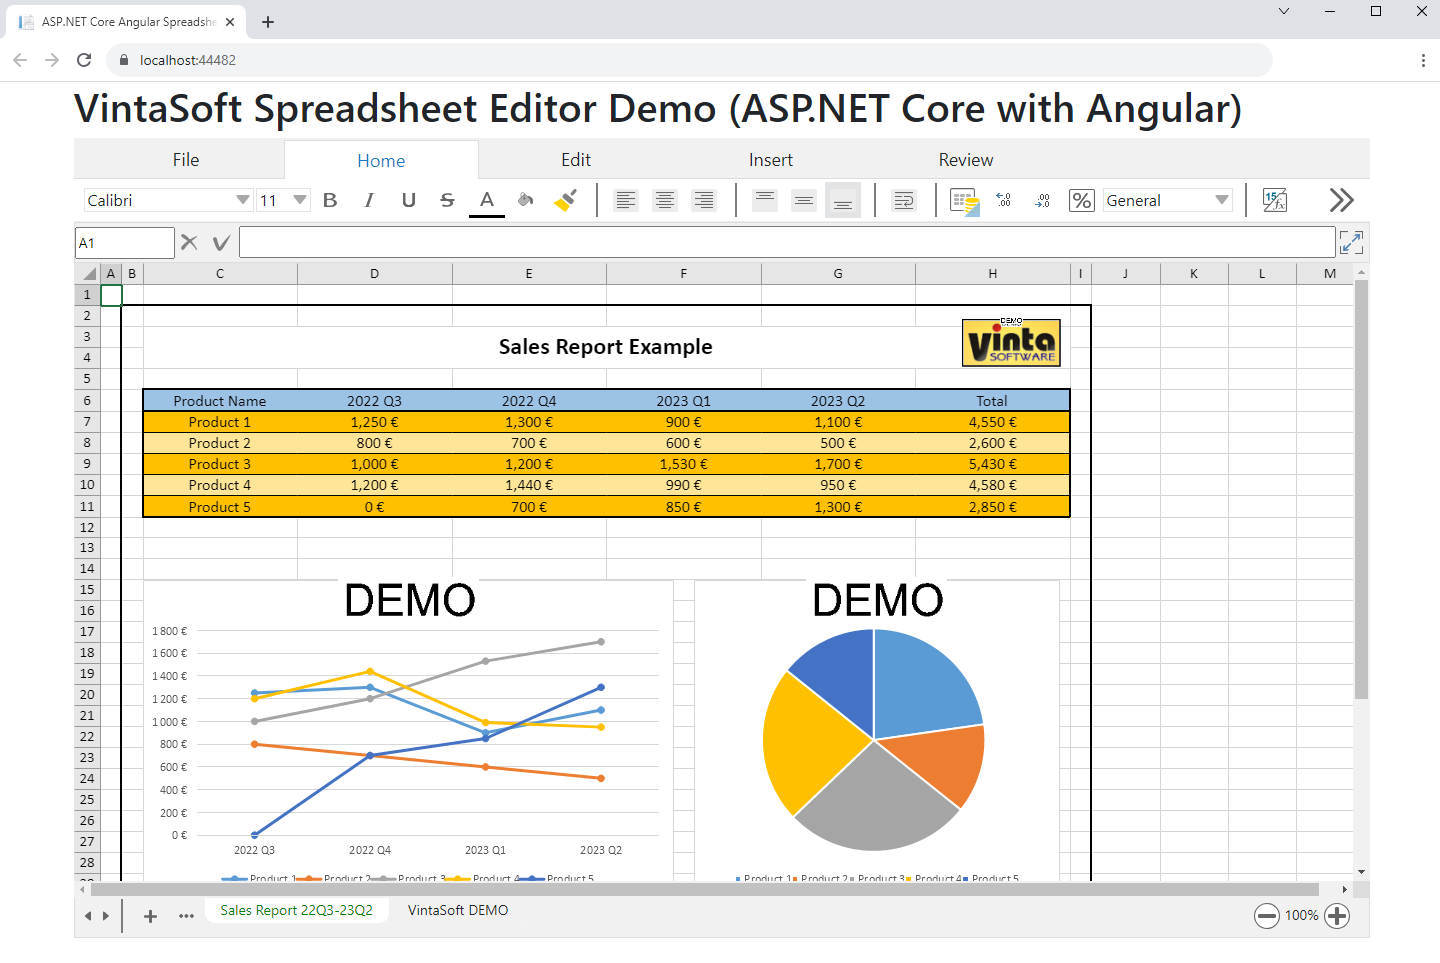 ASP.NET Core Angular Spreadshe
localhost:44482
VintaSoft Spreadsheet Editor Demo (ASP.NET Core with Angular)
File Home Edit Insert Review
Calibri 11 B I U S A General
A1
A B C D E F G H I J K L M
1
2
3
4
Sales Report Example
DEMO
Vinta
SOFTWARE
5
6 Product Name 2022 Q3 2022 Q4 2023 Q1 2023 Q2 Total
7 Product 1 1,250 € 1,300 € 900 € 1,100 € 4,550 €
8 Product 2 800 € 700 € 600 € 500 € 2,600 €
9 Product 3 1,000 € 1,200 € 1,530 € 1,700 € 5,430 €
10 Product 4 1,200 € 1,440 € 990 € 950 € 4,580 €
11 Product 5 0 € 700 € 850 € 1,300 € 2,850 €
12
13
14
15
16
17
18
19
20
21
22
23
24
25
26
27
28
DEMO
1 800 €
1 600 €
1 400 €
1 200 €
1 000 €
800 €
600 €
400 €
200 €
0 €
2022 Q3 2022 Q4 2023 Q1 2023 Q2
Product 1 Product 2 Product 3 Product 4 Product 5
DEMO
Product 1 Product 2 Product 3 Product 4 Product 5
Sales Report 22Q3-23Q2 VintaSoft DEMO 100%